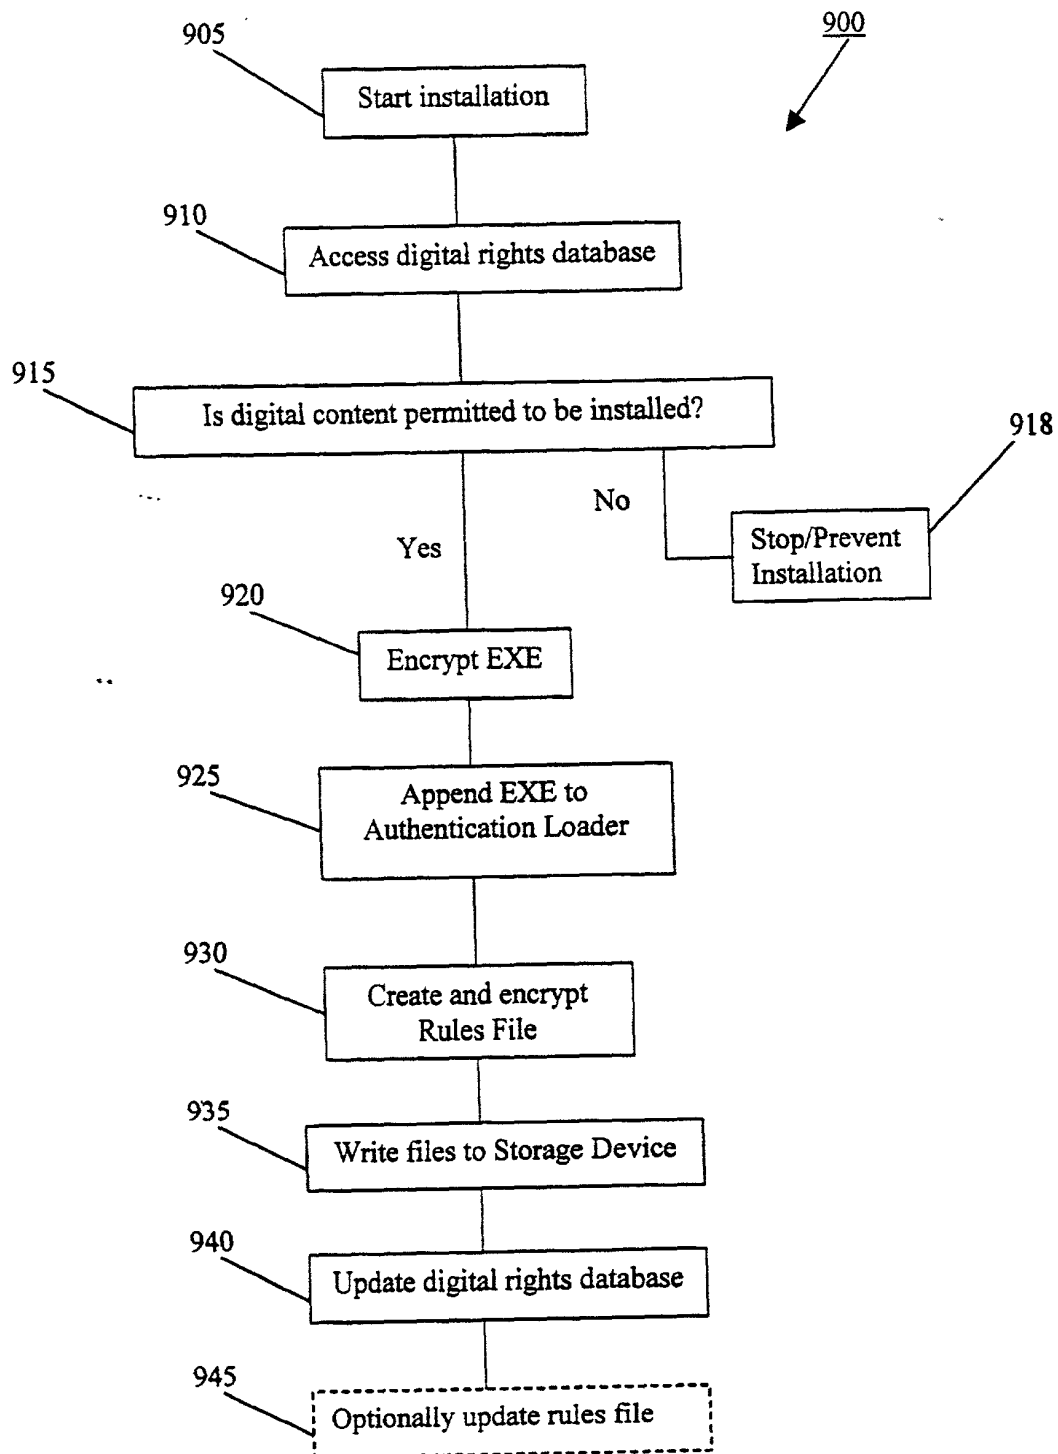 905
900
Start installation
910
Access digital rights database
915
Is digital content permitted to be installed?
918
No
Stop/Prevent
Installation
Yes
920
Encrypt EXE
925
Append EXE to
Authentication Loader
930
Create and encrypt
Rules File
935
Write files to Storage Device
940
Update digital rights database
945
Optionally update rules file